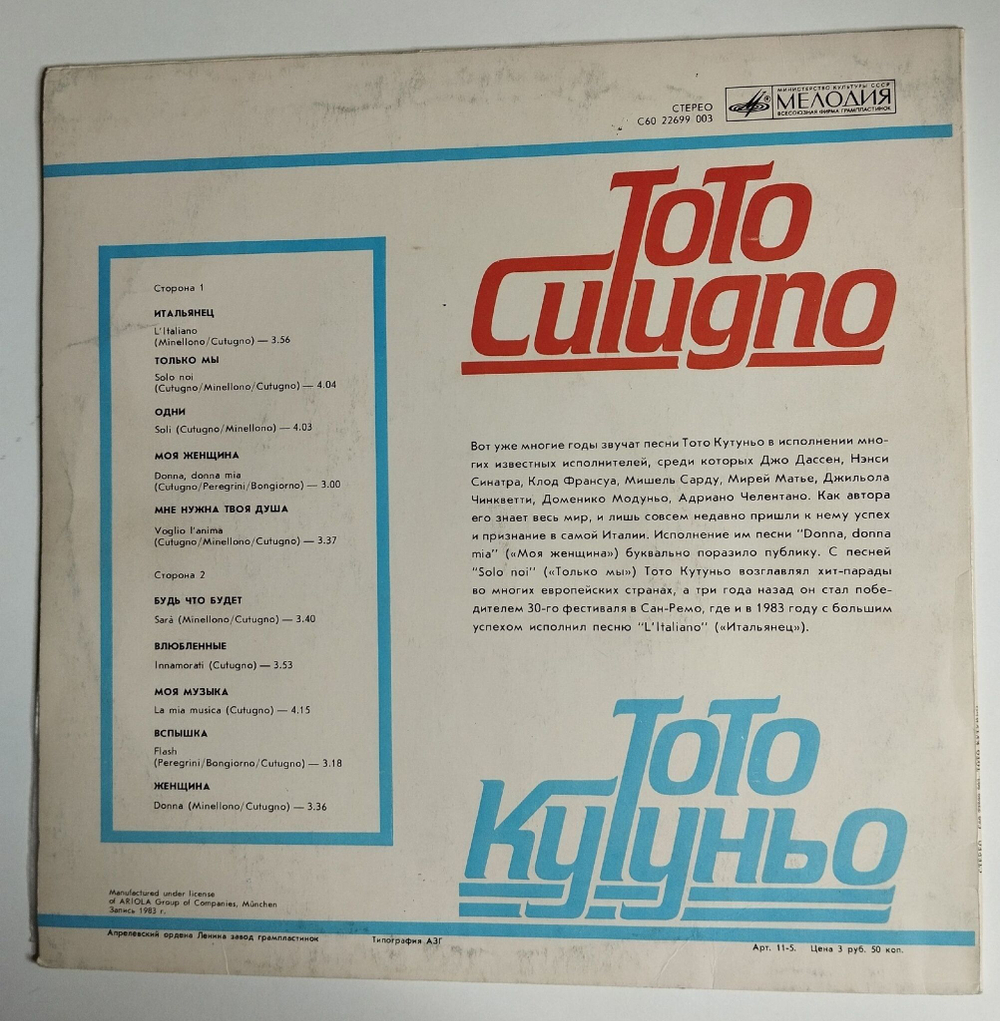 СТЕРЕО
С60 22699 003
МИНИСТЕРСТВО КУЛЬТУРЫ СССР
МЕЛОДИЯ
ВСЕСОЮЗНАЯ ФИРМА ГРАМПЛАСТИНОК
Toto
Cutugno
Сторона 1
ИТАЛЬЯНЕЦ
L'Italiano
(Minellono/Cutugno) — 3.56
ТОЛЬКО МЫ
Solo noi
(Cutugno/Minellono/Cutugno) — 4.04
ОДНИ
Soli (Cutugno/Minellono) — 4.03
МОЯ ЖЕНЩИНА
Donna, donna mia
(Cutugno/Peregrini/Bongiorno) — 3.00
МНЕ НУЖНА ТВОЯ ДУША
Voglio l'anima
(Cutugno/Minellono/Cutugno) — 3.37
Сторона 2
БУДЬ ЧТО БУДЕТ
Sarà (Minellono/Cutugno) — 3.40
ВЛЮБЛЕННЫЕ
Innamorati (Cutugno) — 3.53
МОЯ МУЗЫКА
La mia musica (Cutugno) — 4.15
ВСПЫШКА
Flash
(Peregrini/Bongiorno/Cutugno) — 3.18
ЖЕНЩИНА
Donna (Minellono/Cutugno) — 3.36
Вот уже многие годы звучат песни Тото Кутуньо в исполнении мно-
гих известных исполнителей, среди которых Джо Дассен, Нэнси
Синатра, Клод Франсуа, Мишель Сарду, Мирей Матье, Джильола
Чинкветти, Доменико Модуньо, Адриано Челентано. Как автора
его знает весь мир, и лишь совсем недавно пришли к нему успех
и признание в самой Италии. Исполнение им песни "Donna, donna
mia" («Моя женщина») буквально поразило публику. С песней
"Solo noi" («Только мы») Тото Кутуньо возглавлял хит-парады
во многих европейских странах, а три года назад он стал побе-
дителем 30-го фестиваля в Сан-Ремо, где и в 1983 году с большим
успехом исполнил песню "L'Italiano" («Итальянец»).
Тото
Кутуньо
Manufactured under license
of ARIOLA Group of Companies, München
Запись 1983 г.
Апрелевский ордена Ленина завод грампластинок
Типография АЗГ
Арт. 11-5. Цена 3 руб. 50 коп.